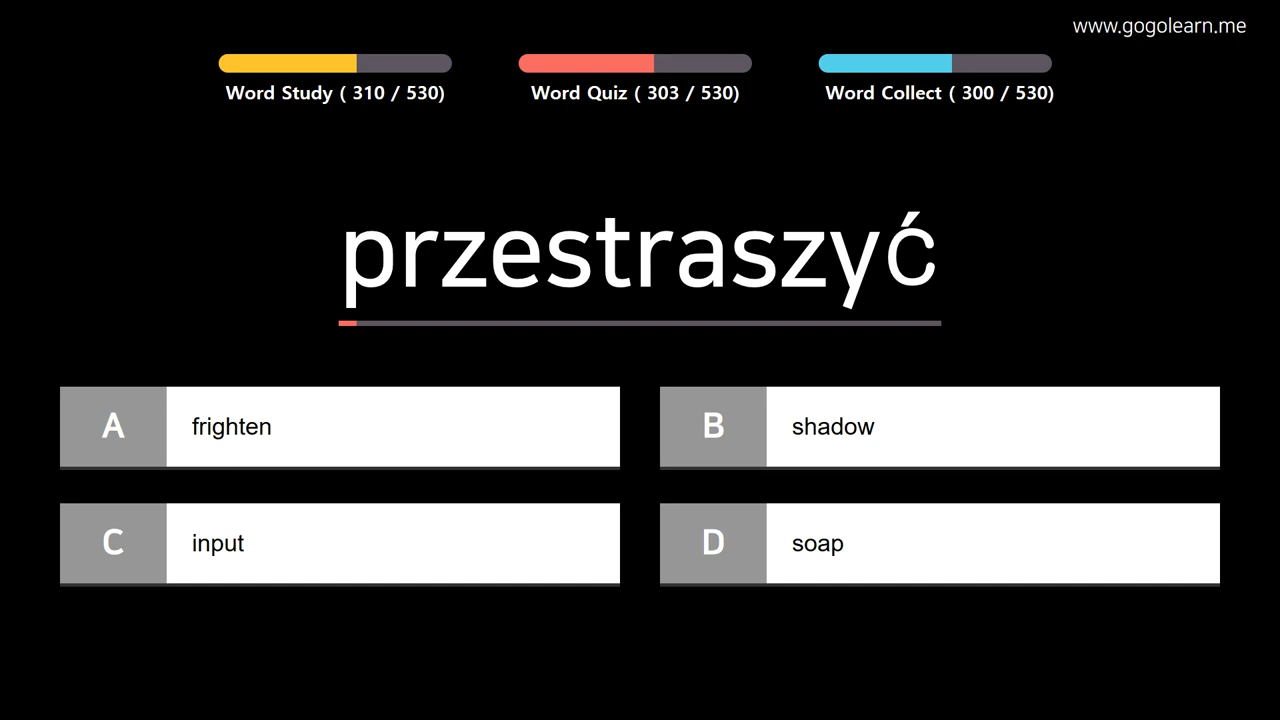 www.gogolearn.me
Word Study ( 310 / 530)
Word Quiz ( 303 / 530)
Word Collect ( 300 / 530)
przestraszyć
A frighten
B shadow
C input
D soap